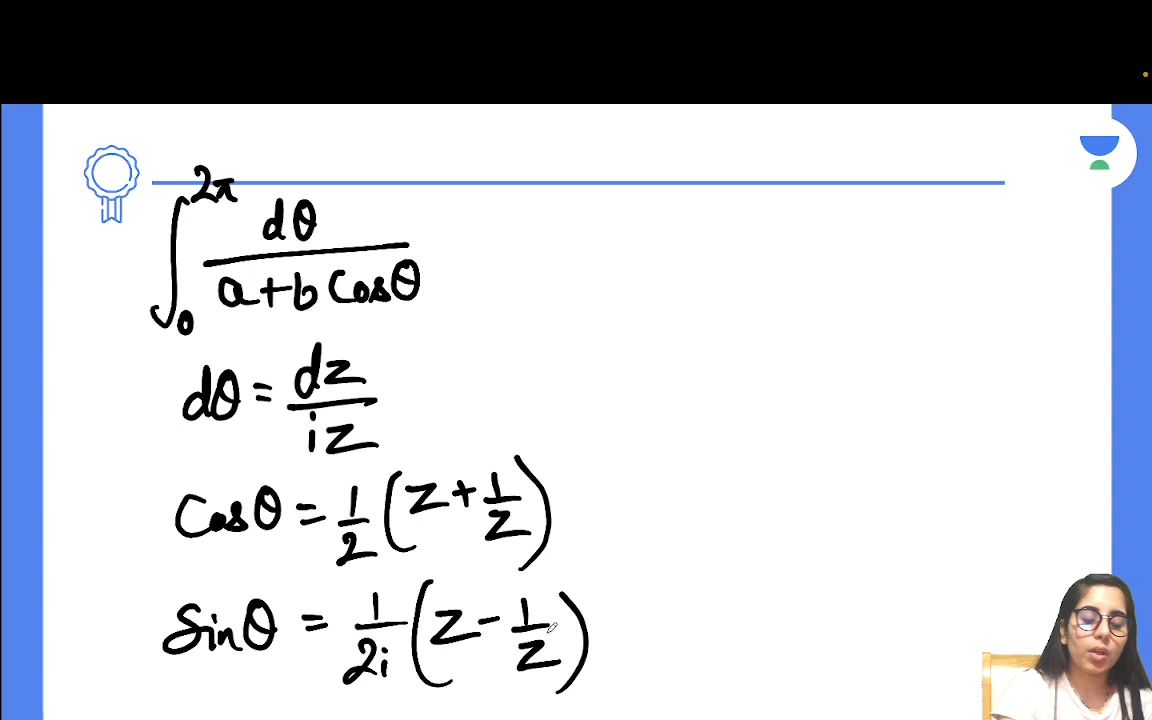 ∫₀^2π dθ / (a + b Cosθ)
dθ = dz / iz
Cosθ = 1/2 (z + 1/z)
Sinθ = 1/2i (z - 1/z)